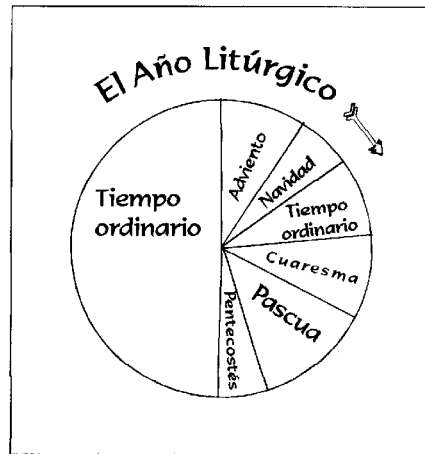 El Año Litúrgico
Adviento
Navidad
Tiempo
ordinario
Cuaresma
Pascua
Pentecostés
Tiempo
ordinario